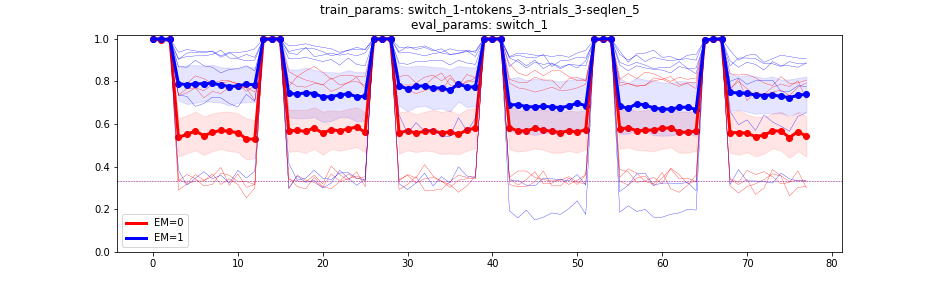 train_params: switch_1-ntokens_3-ntrials_3-seqlen_5
eval_params: switch_1
1.0
0.8
0.6
0.4
0.2
0.0
EM=0
EM=1
0 10 20 30 40 50 60 70 80